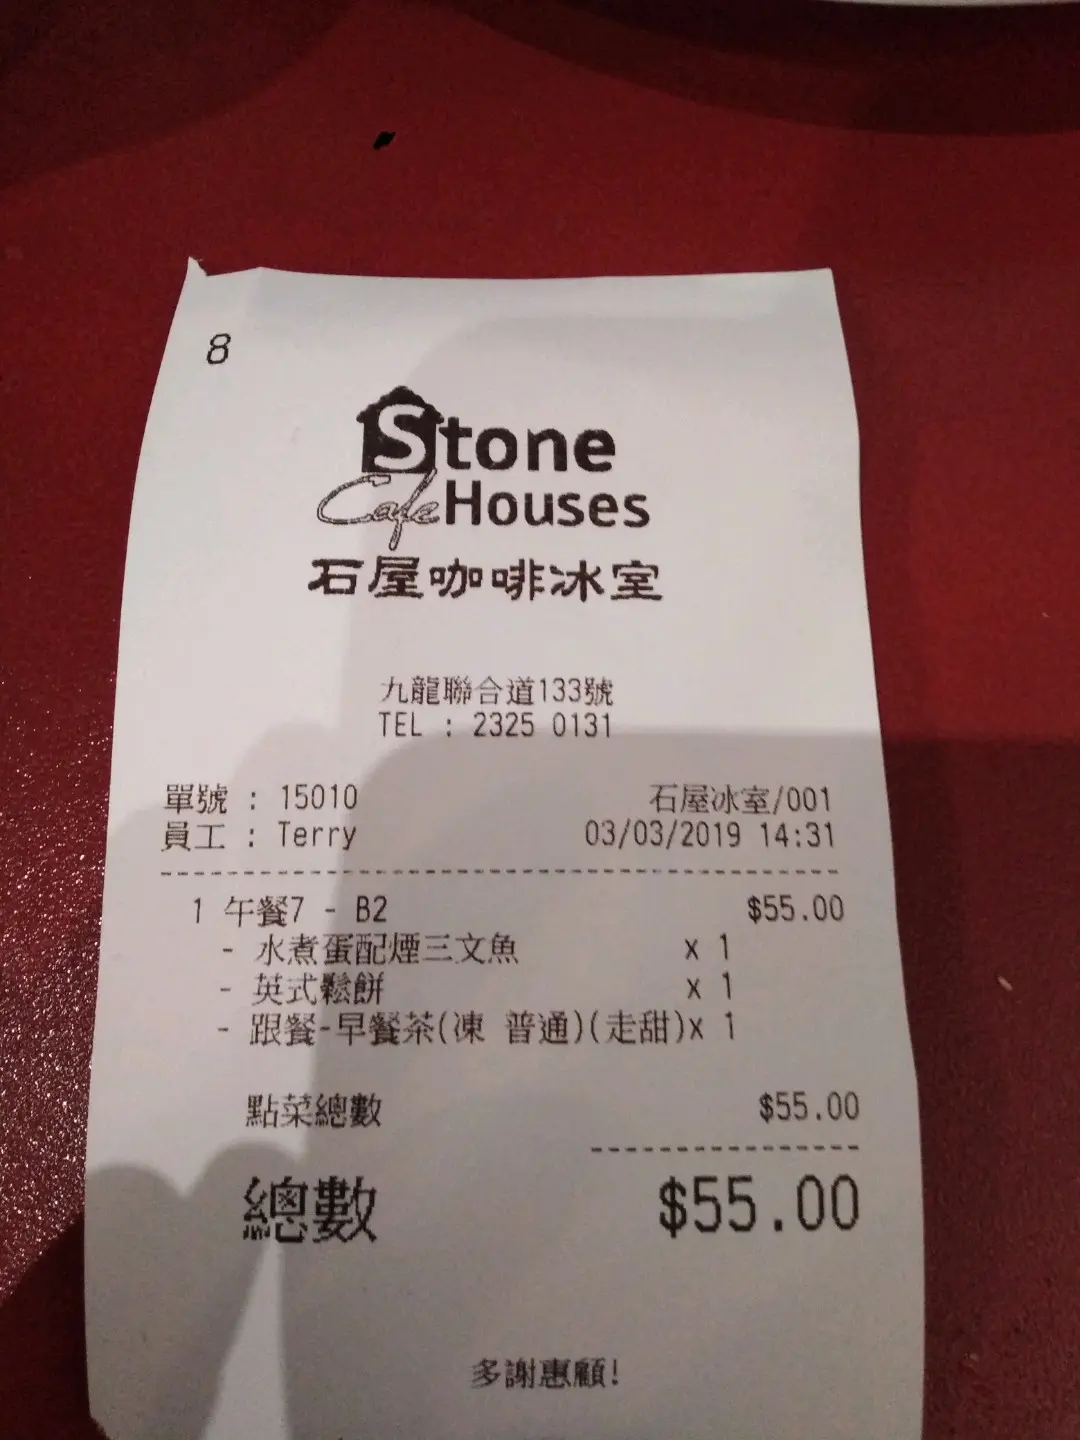 8
Stone
Cafe Houses
石屋咖啡冰室
九龍聯合道133號
TEL : 2325 0131
單號 : 15010 石屋冰室/001
員工 : Terry 03/03/2019 14:31
1 午餐7 - B2 $55.00
- 水煮蛋配煙三文魚 x 1
- 英式鬆餅 x 1
- 跟餐-早餐茶(凍 普通)(走甜)x 1
點菜總數 $55.00
總數 $55.00
多謝惠顧!